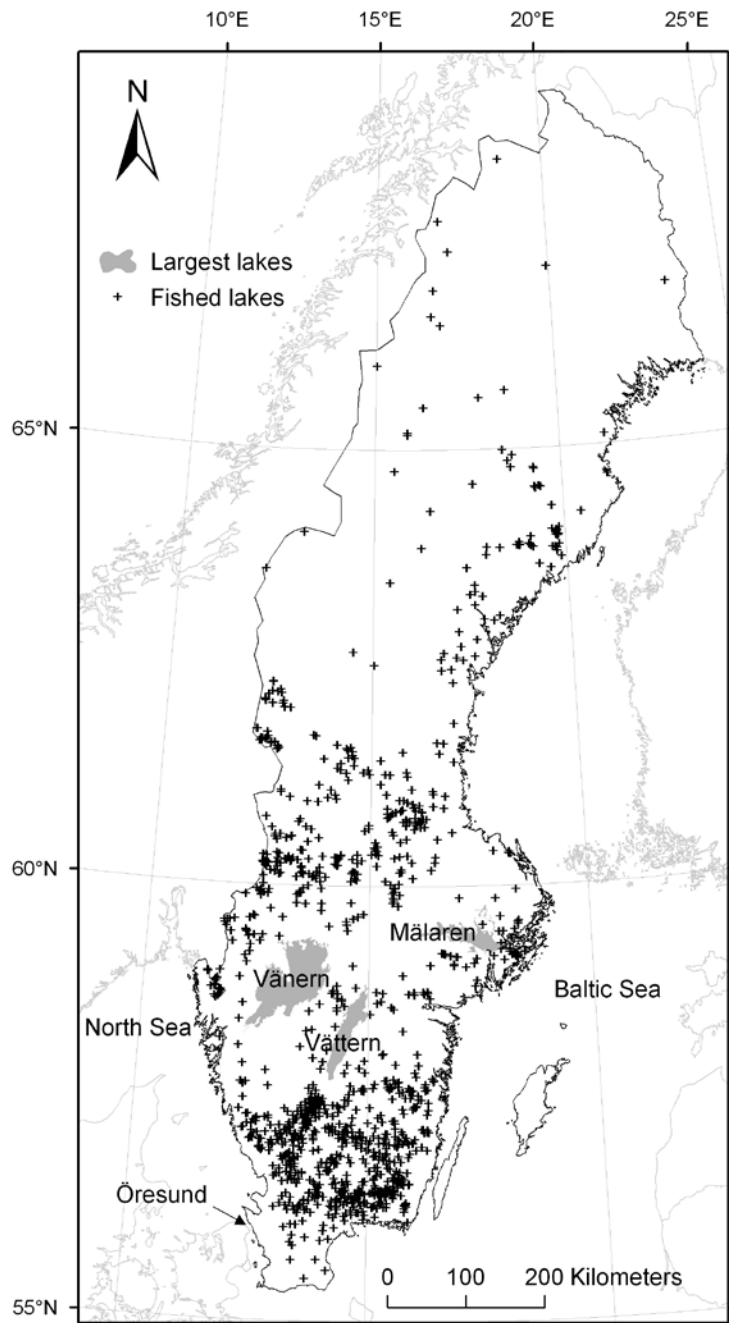 10°E 15°E 20°E 25°E
N
Largest lakes
Fished lakes
65°N
60°N
Mälaren
Vänern
Baltic Sea
North Sea
Vättern
Öresund
0 100 200 Kilometers
55°N